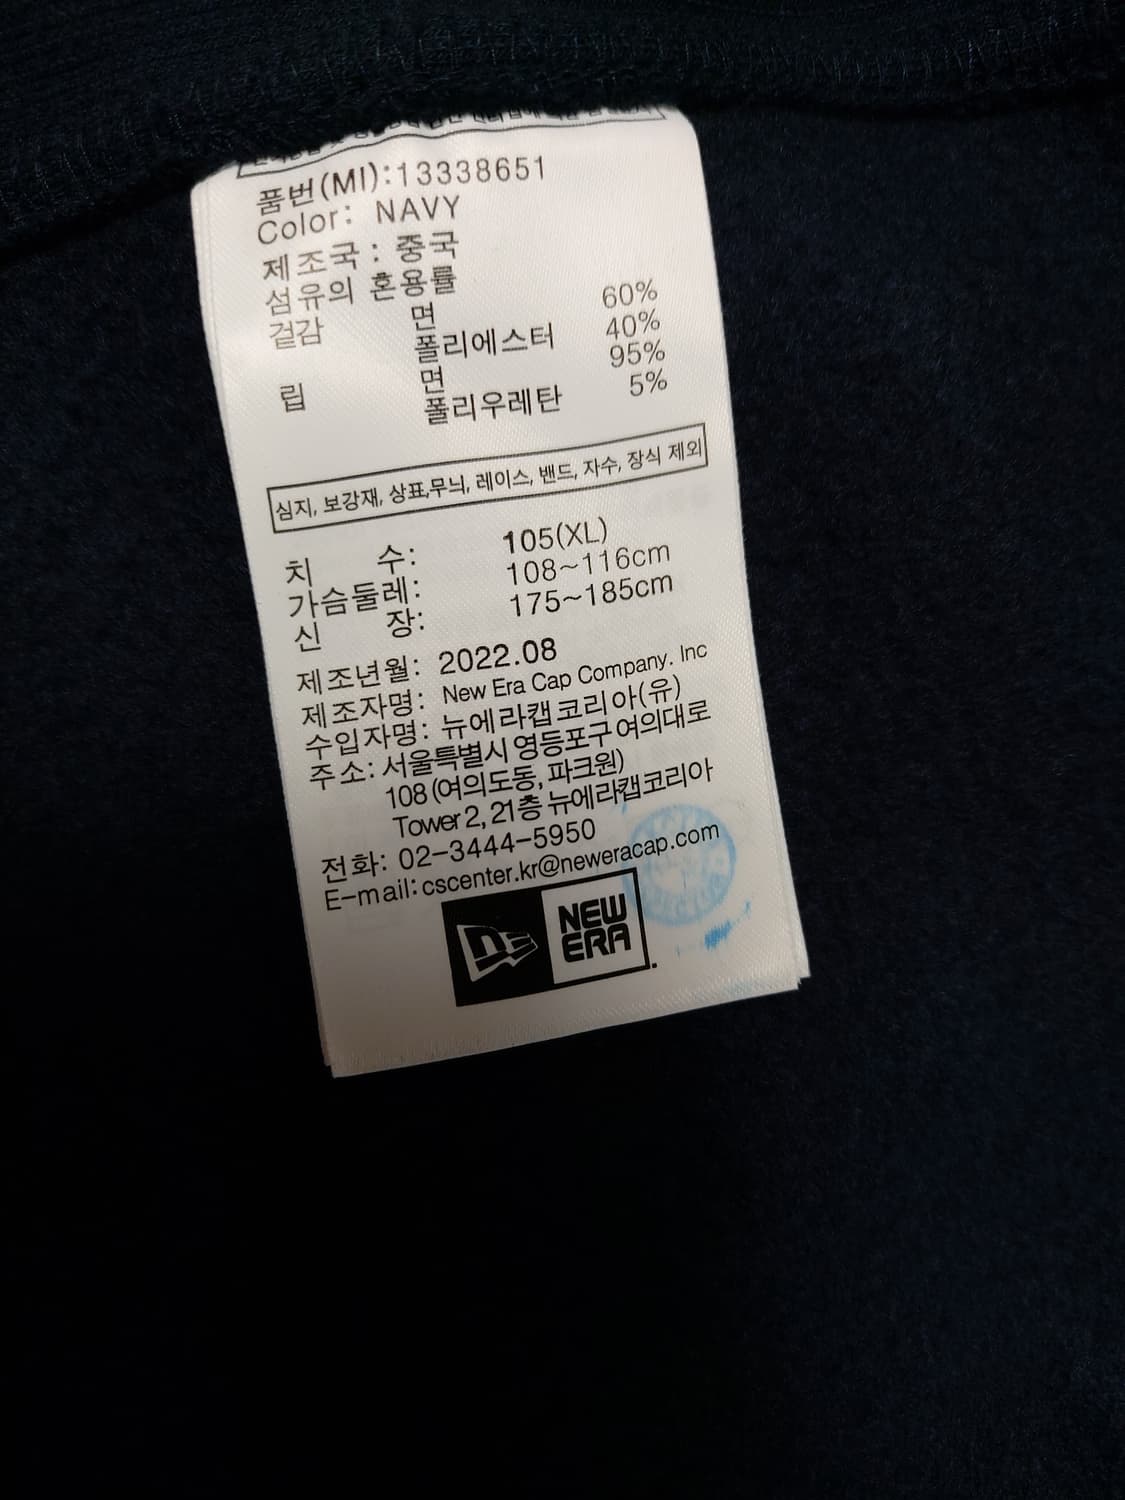 품번(MI):13338651
Color: NAVY
제조국 : 중국
섬유의 혼용률
겉감 면 60%
폴리에스터 40%
립 면 95%
폴리우레탄 5%
심지, 보강재, 상표,무늬, 레이스, 밴드, 자수, 장식 제외
치 수: 105(XL)
가슴둘레: 108~116cm
신 장: 175~185cm
제조년월: 2022.08
제조자명: New Era Cap Company. Inc
수입자명: 뉴에라캡코리아(유)
주소: 서울특별시 영등포구 여의대로
108 (여의도동, 파크원)
Tower 2, 21층 뉴에라캡코리아
전화: 02-3444-5950
E-mail: cscenter.kr@neweracap.com
NEW
ERA